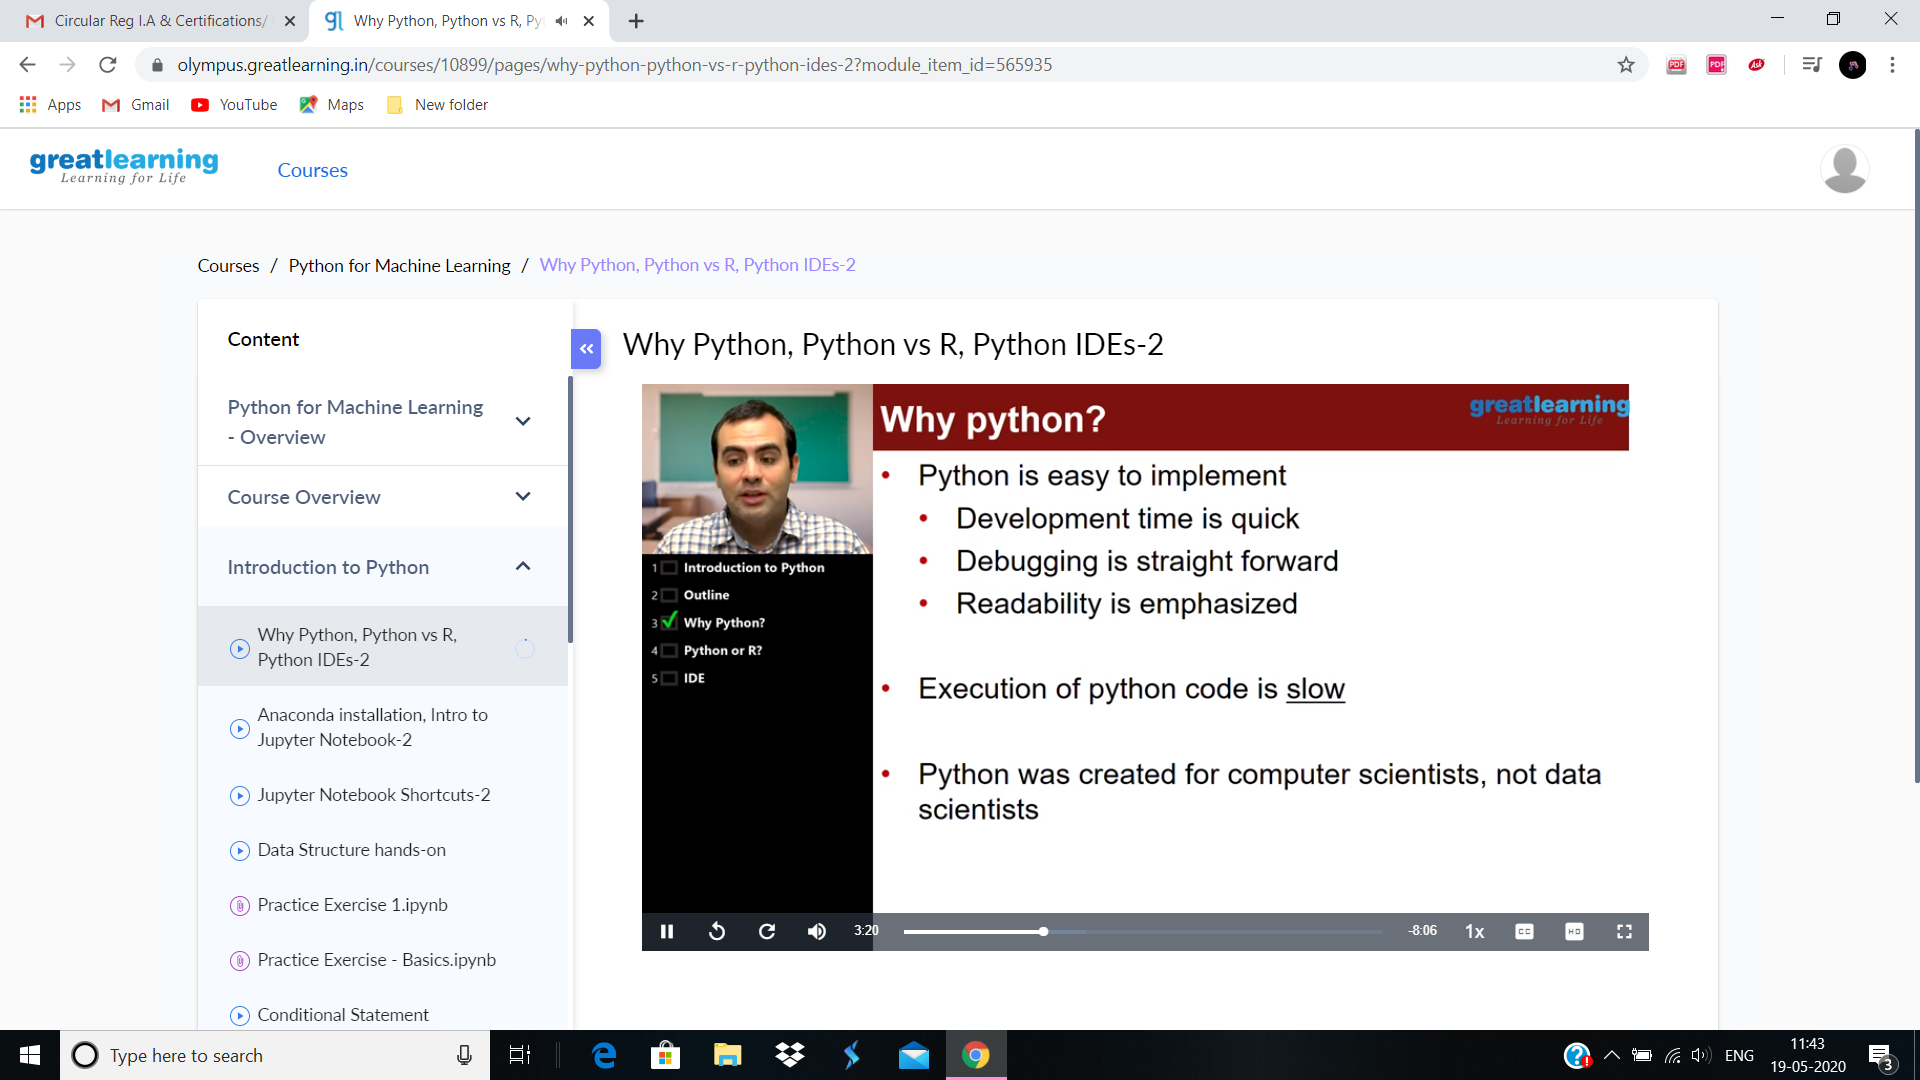 Circular Reg I.A & Certifications/
Why Python, Python vs R, Py
olympus.greatlearning.in/courses/10899/pages/why-python-python-vs-r-python-ides-2?module_item_id=565935
PDF
PDF
Ask
Apps
Gmail
YouTube
Maps
New folder
greatlearning
Learning for Life
Courses
Courses / Python for Machine Learning / Why Python, Python vs R, Python IDEs-2
Content
Python for Machine Learning
- Overview
Course Overview
Introduction to Python
Why Python, Python vs R,
Python IDEs-2
Anaconda installation, Intro to
Jupyter Notebook-2
Jupyter Notebook Shortcuts-2
Data Structure hands-on
Practice Exercise 1.ipynb
Practice Exercise - Basics.ipynb
Conditional Statement
Why Python, Python vs R, Python IDEs-2
Why python?
greatlearning
Learning for Life
1 Introduction to Python
2 Outline
3 Why Python?
4 Python or R?
5 IDE
• Python is easy to implement
• Development time is quick
• Debugging is straight forward
• Readability is emphasized
• Execution of python code is slow
• Python was created for computer scientists, not data
scientists
3:20
-8:06
1x
CC
HD
Type here to search
ENG
11:43
19-05-2020
3